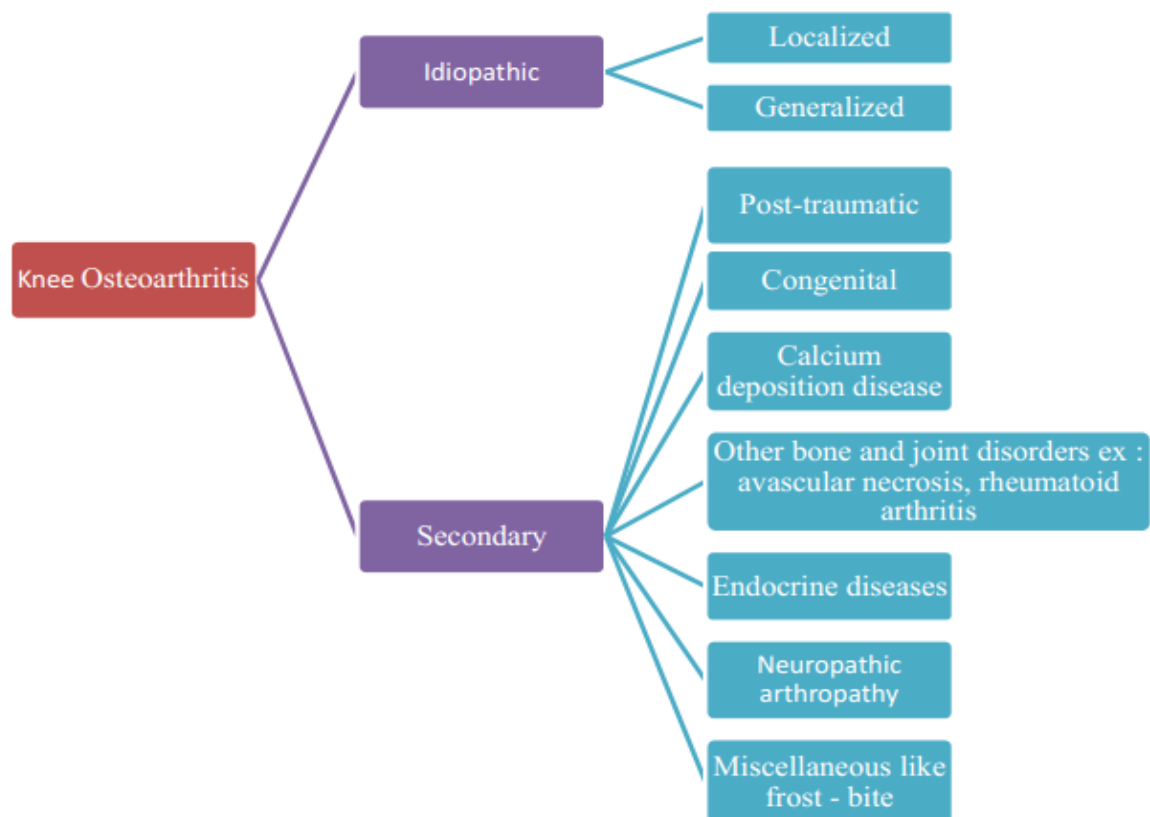 Knee Osteoarthritis
Idiopathic
Localized
Generalized
Secondary
Post-traumatic
Congenital
Calcium
deposition disease
Other bone and joint disorders ex :
avascular necrosis, rheumatoid
arthritis
Endocrine diseases
Neuropathic
arthropathy
Miscellaneous like
frost - bite